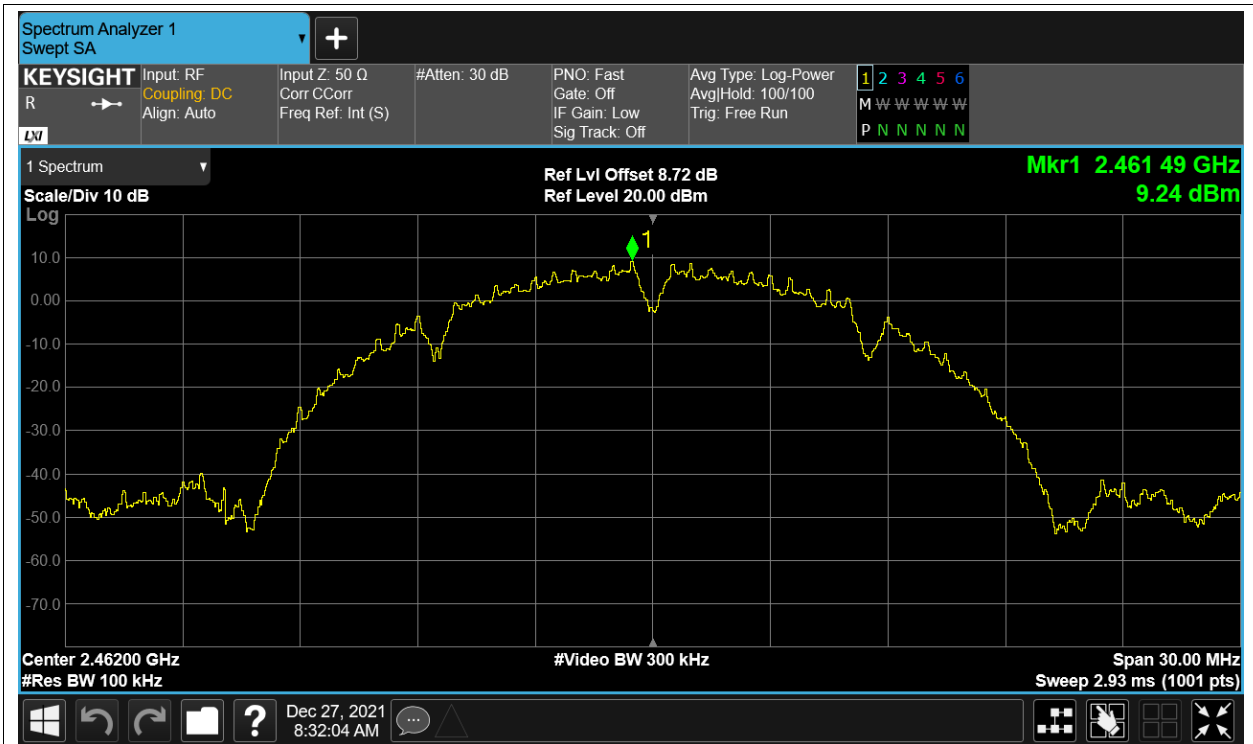 Spectrum Analyzer 1
Swept SA
+
KEYSIGHT
R
LXI
Input: RF
Coupling: DC
Align: Auto
Input Z: 50 Ω
Corr CCorr
Freq Ref: Int (S)
#Atten: 30 dB
PNO: Fast
Gate: Off
IF Gain: Low
Sig Track: Off
Avg Type: Log-Power
Avg|Hold: 100/100
Trig: Free Run
1 2 3 4 5 6
M W W W W W
P N N N N N
1 Spectrum
Scale/Div 10 dB
Log
Ref Lvl Offset 8.72 dB
Ref Level 20.00 dBm
Mkr1 2.461 49 GHz
9.24 dBm
1
10.0
0.00
-10.0
-20.0
-30.0
-40.0
-50.0
-60.0
-70.0
Center 2.46200 GHz
#Res BW 100 kHz
#Video BW 300 kHz
Span 30.00 MHz
Sweep 2.93 ms (1001 pts)
?
Dec 27, 2021
8:32:04 AM